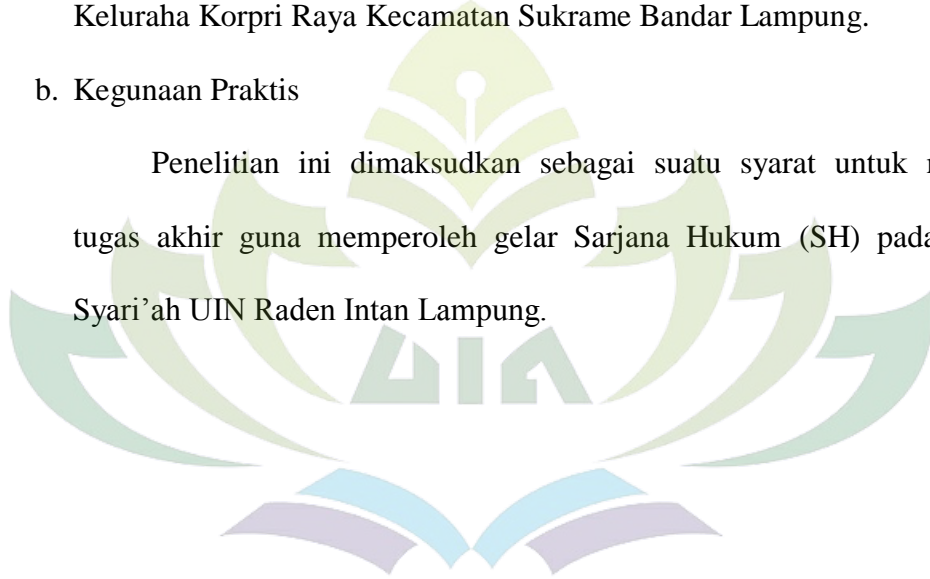 Keluraha Korpri Raya Kecamatan Sukrame Bandar Lampung.
b. Kegunaan Praktis
Penelitian ini dimaksudkan sebagai suatu syarat untuk
tugas akhir guna memperoleh gelar Sarjana Hukum (SH) pada
Syari’ah UIN Raden Intan Lampung.
UIN